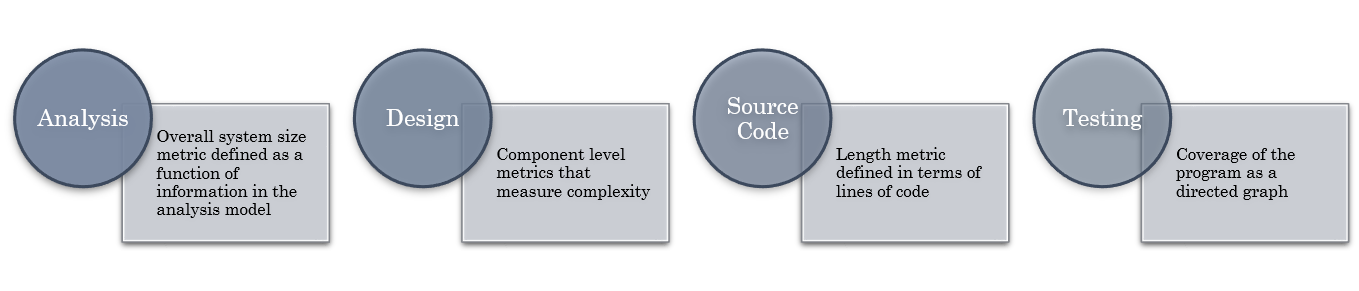 Analysis
Overall system size
metric defined as a
function of
information in the
analysis model
Design
Component level
metrics that
measure complexity
Source
Code
Length metric
defined in terms of
lines of code
Testing
Coverage of the
program as a
directed graph